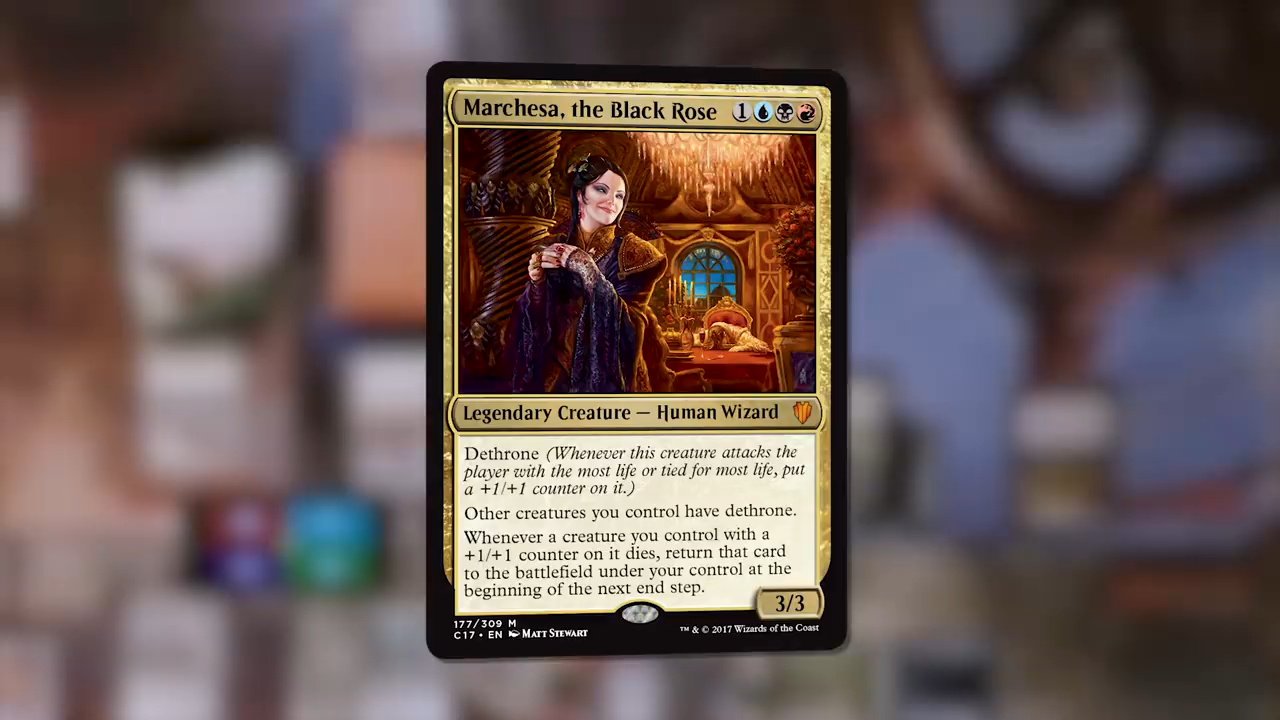 Marchesa, the Black Rose 1
Legendary Creature — Human Wizard
Dethrone (Whenever this creature attacks the
player with the most life or tied for most life, put
a +1/+1 counter on it.)
Other creatures you control have dethrone.
Whenever a creature you control with a
+1/+1 counter on it dies, return that card
to the battlefield under your control at the
beginning of the next end step.
3/3
177/309 M
C17 • EN Matt Stewart
™ & © 2017 Wizards of the Coast